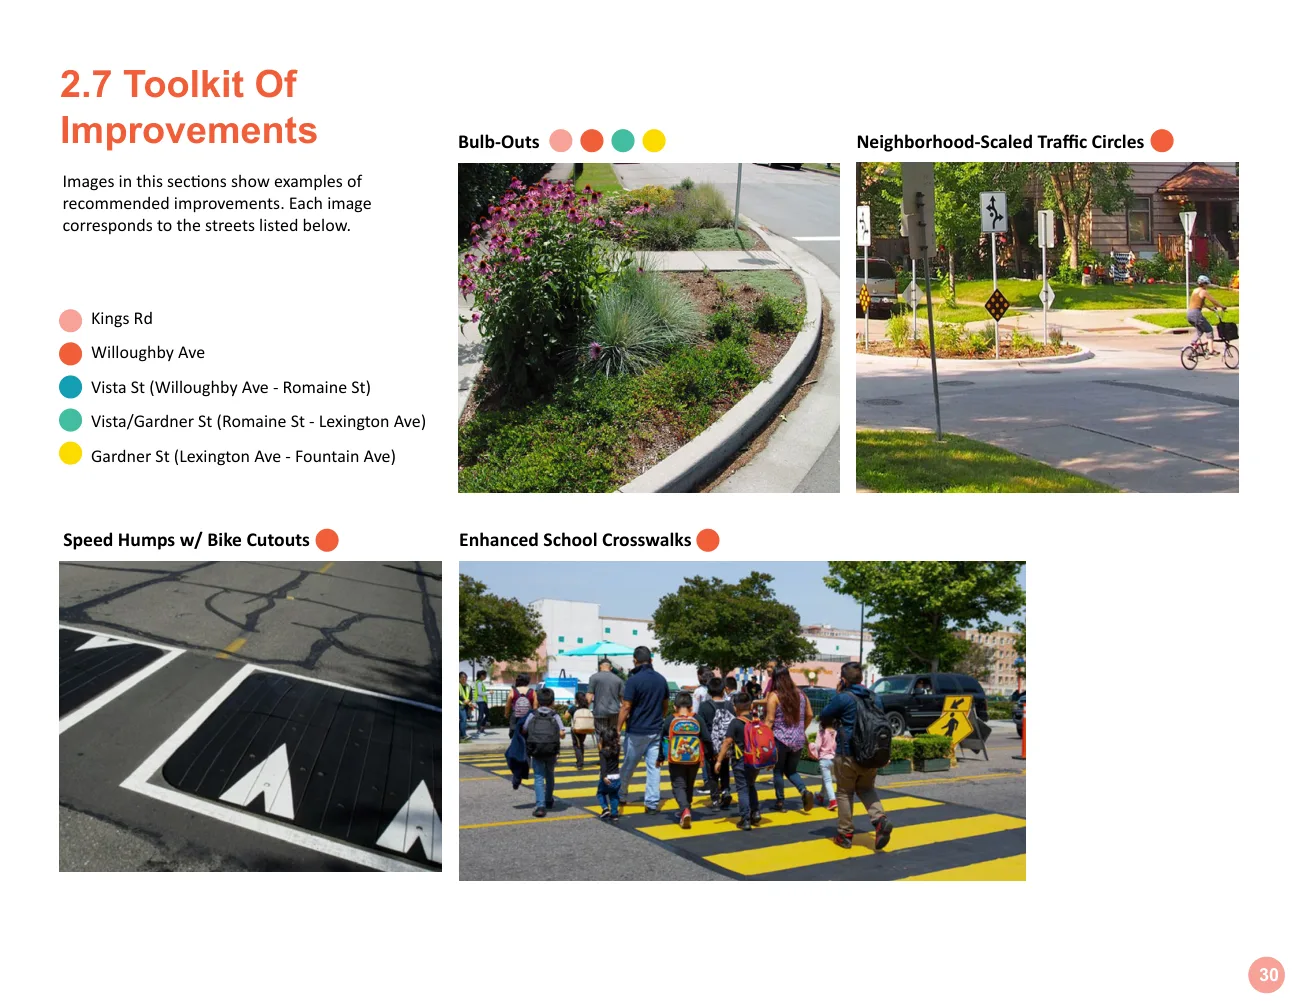 2.7 Toolkit Of
Improvements
Images in this sections show examples of
recommended improvements. Each image
corresponds to the streets listed below.
Kings Rd
Willoughby Ave
Vista St (Willoughby Ave - Romaine St)
Vista/Gardner St (Romaine St - Lexington Ave)
Gardner St (Lexington Ave - Fountain Ave)
Bulb-Outs
Neighborhood-Scaled Traffic Circles
Speed Humps w/ Bike Cutouts
Enhanced School Crosswalks
30